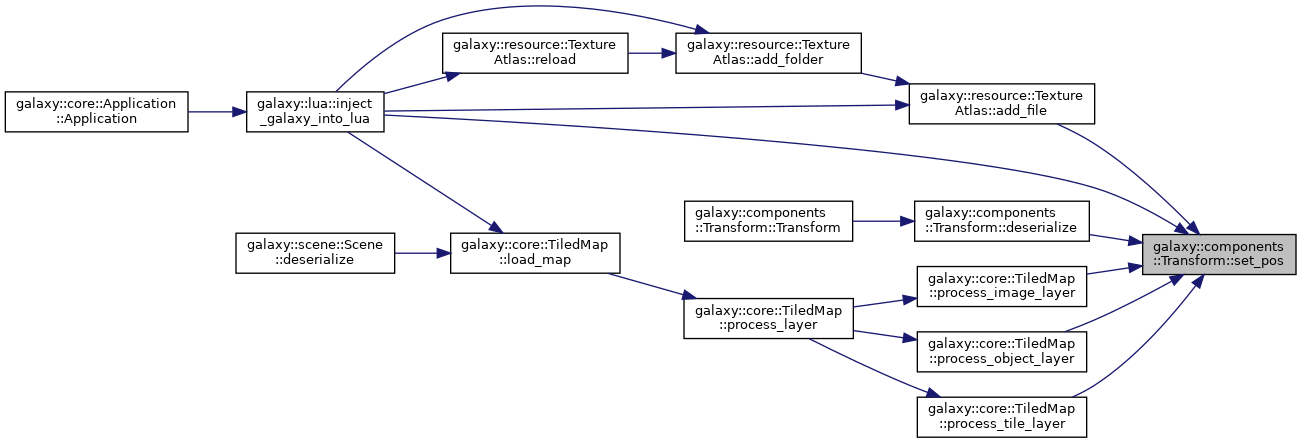 galaxy::core::Application
::Application
galaxy::lua::inject
_galaxy_into_lua
galaxy::resource::Texture
Atlas::reload
galaxy::resource::Texture
Atlas::add_folder
galaxy::resource::Texture
Atlas::add_file
galaxy::components
::Transform::Transform
galaxy::components
::Transform::deserialize
galaxy::components
::Transform::set_pos
galaxy::scene::Scene
::deserialize
galaxy::core::TiledMap
::load_map
galaxy::core::TiledMap
::process_layer
galaxy::core::TiledMap
::process_image_layer
galaxy::core::TiledMap
::process_object_layer
galaxy::core::TiledMap
::process_tile_layer